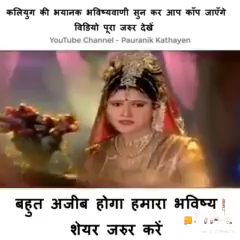 कलियुग की भयानक भविष्यवाणी सुन कर आप काँप जाएँगे
विडियो पूरा जरुर देखें
YouTube Channel - Pauranik Kathayen
बहुत अजीब होगा हमारा भविष्य
शेयर जरुर करें